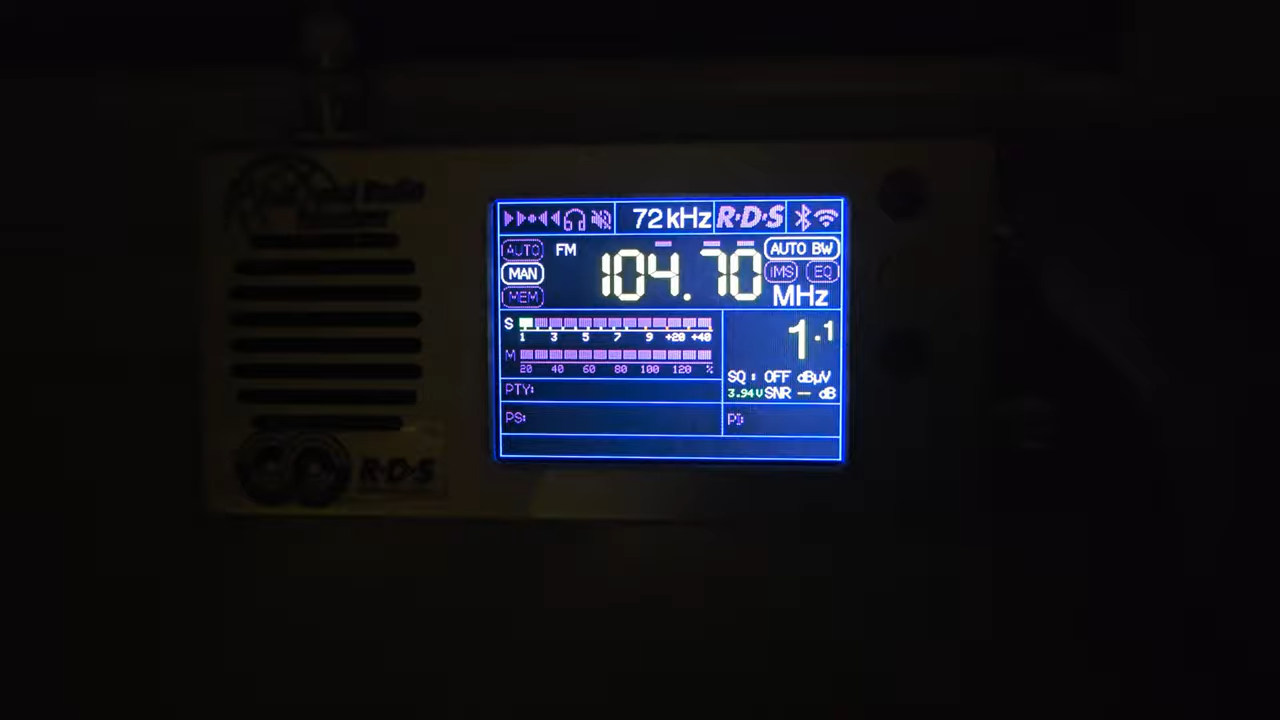 72 kHz R·D·S
AUTO FM 104.70 AUTO BW
MAN iMS EQ
MEM MHz
S
1 3 5 7 9 +20 +40
1.1
M
20 40 60 80 100 120 %
SQ : OFF dBµV
PTY: 3.94V SNR -- dB
PS: PI:
Radio
R·D·S